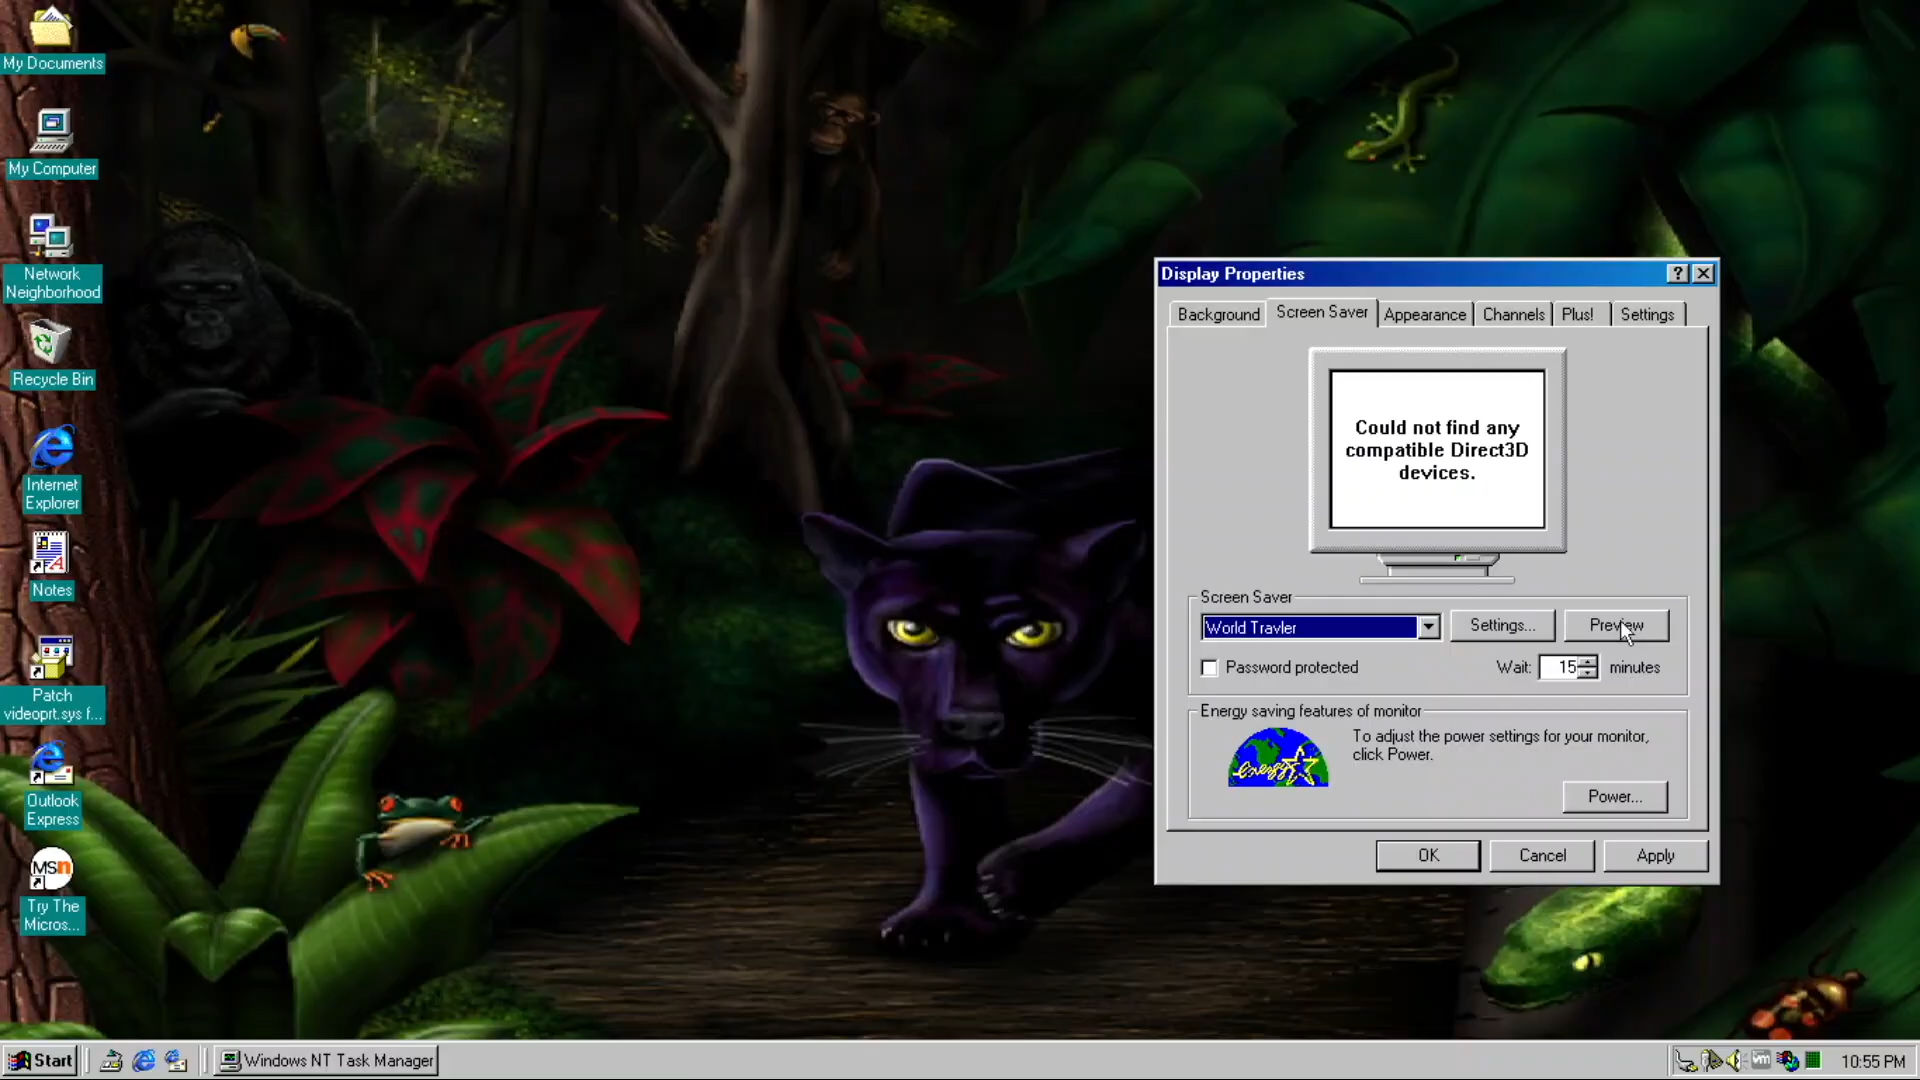 My Documents
My Computer
Network
Neighborhood
Recycle Bin
Internet
Explorer
Notes
Patch
videoprt.sys f...
Outlook
Express
MSn
Try The
Micros...
Display Properties
Background
Screen Saver
Appearance
Channels
Plus!
Settings
Could not find any
compatible Direct3D
devices.
Screen Saver
World Travler
Settings...
Preview
Password protected
Wait: 15 minutes
Energy saving features of monitor
energy
To adjust the power settings for your monitor,
click Power.
Power...
OK
Cancel
Apply
Start
Windows NT Task Manager
vm
10:55 PM